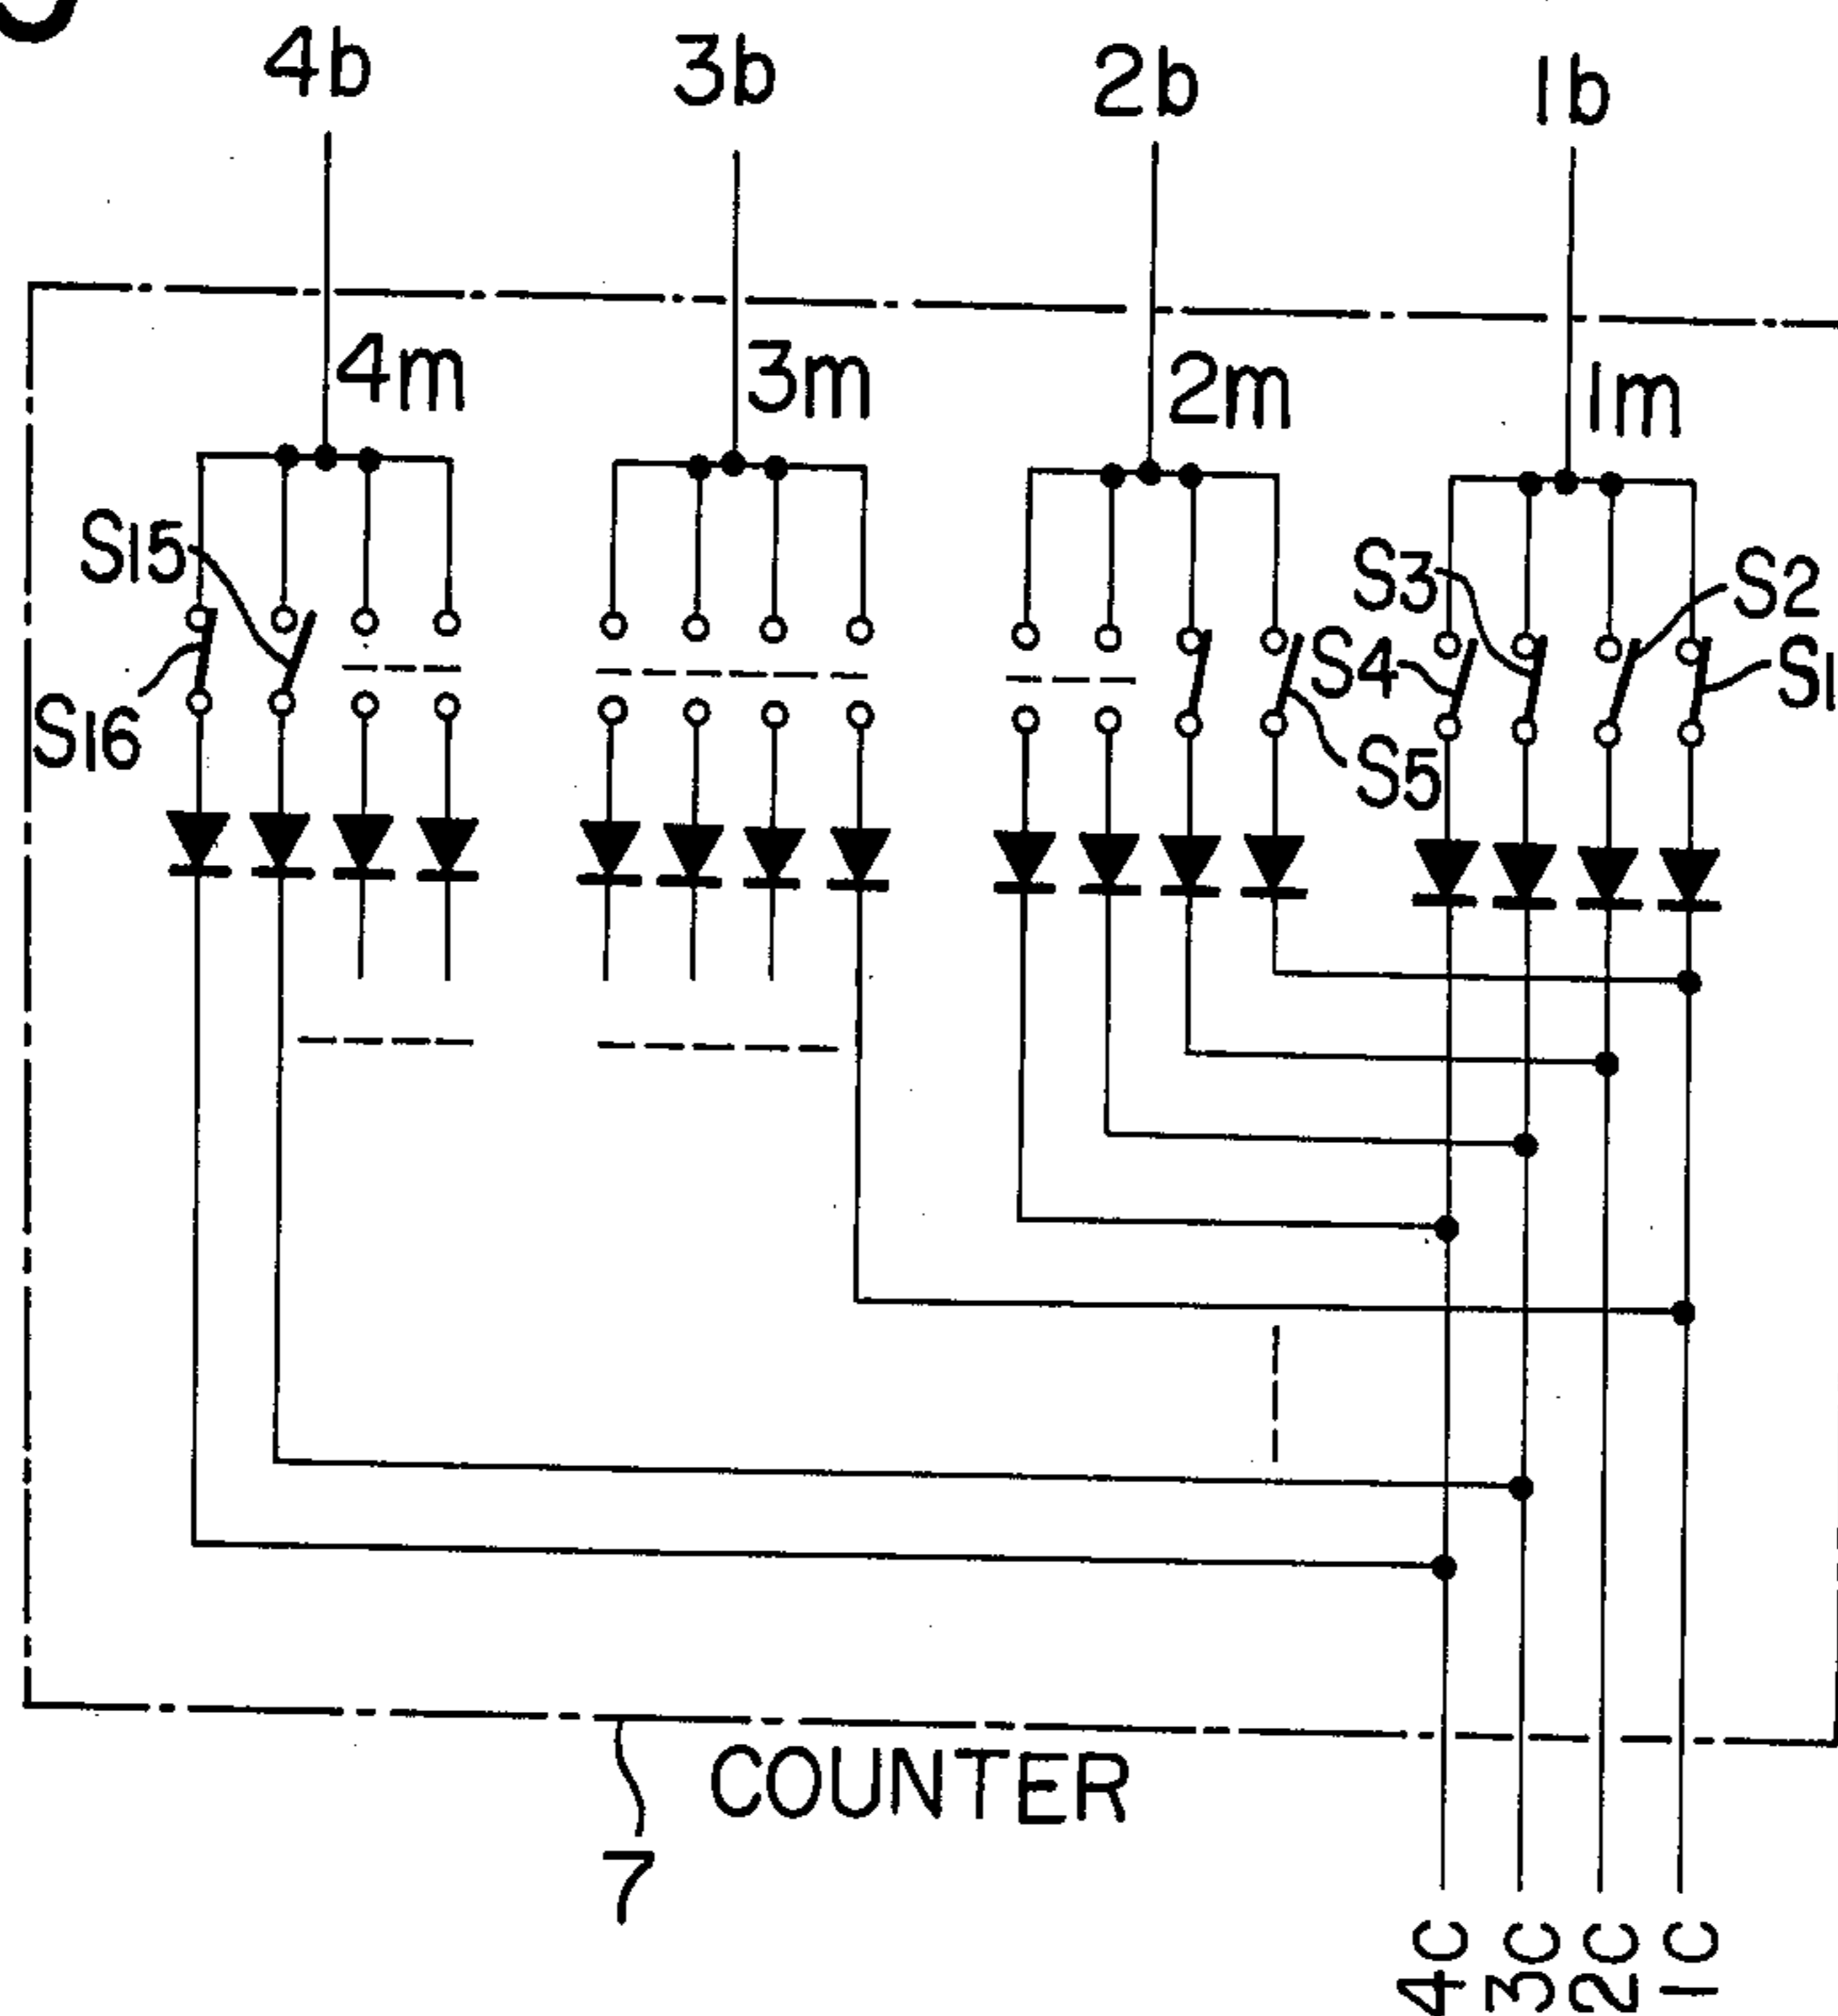 4b 3b 2b 1b
4m 3m 2m 1m
S15 S3 S2
S16 S4 S1
S5
COUNTER
7
4C 3C 2C 1C